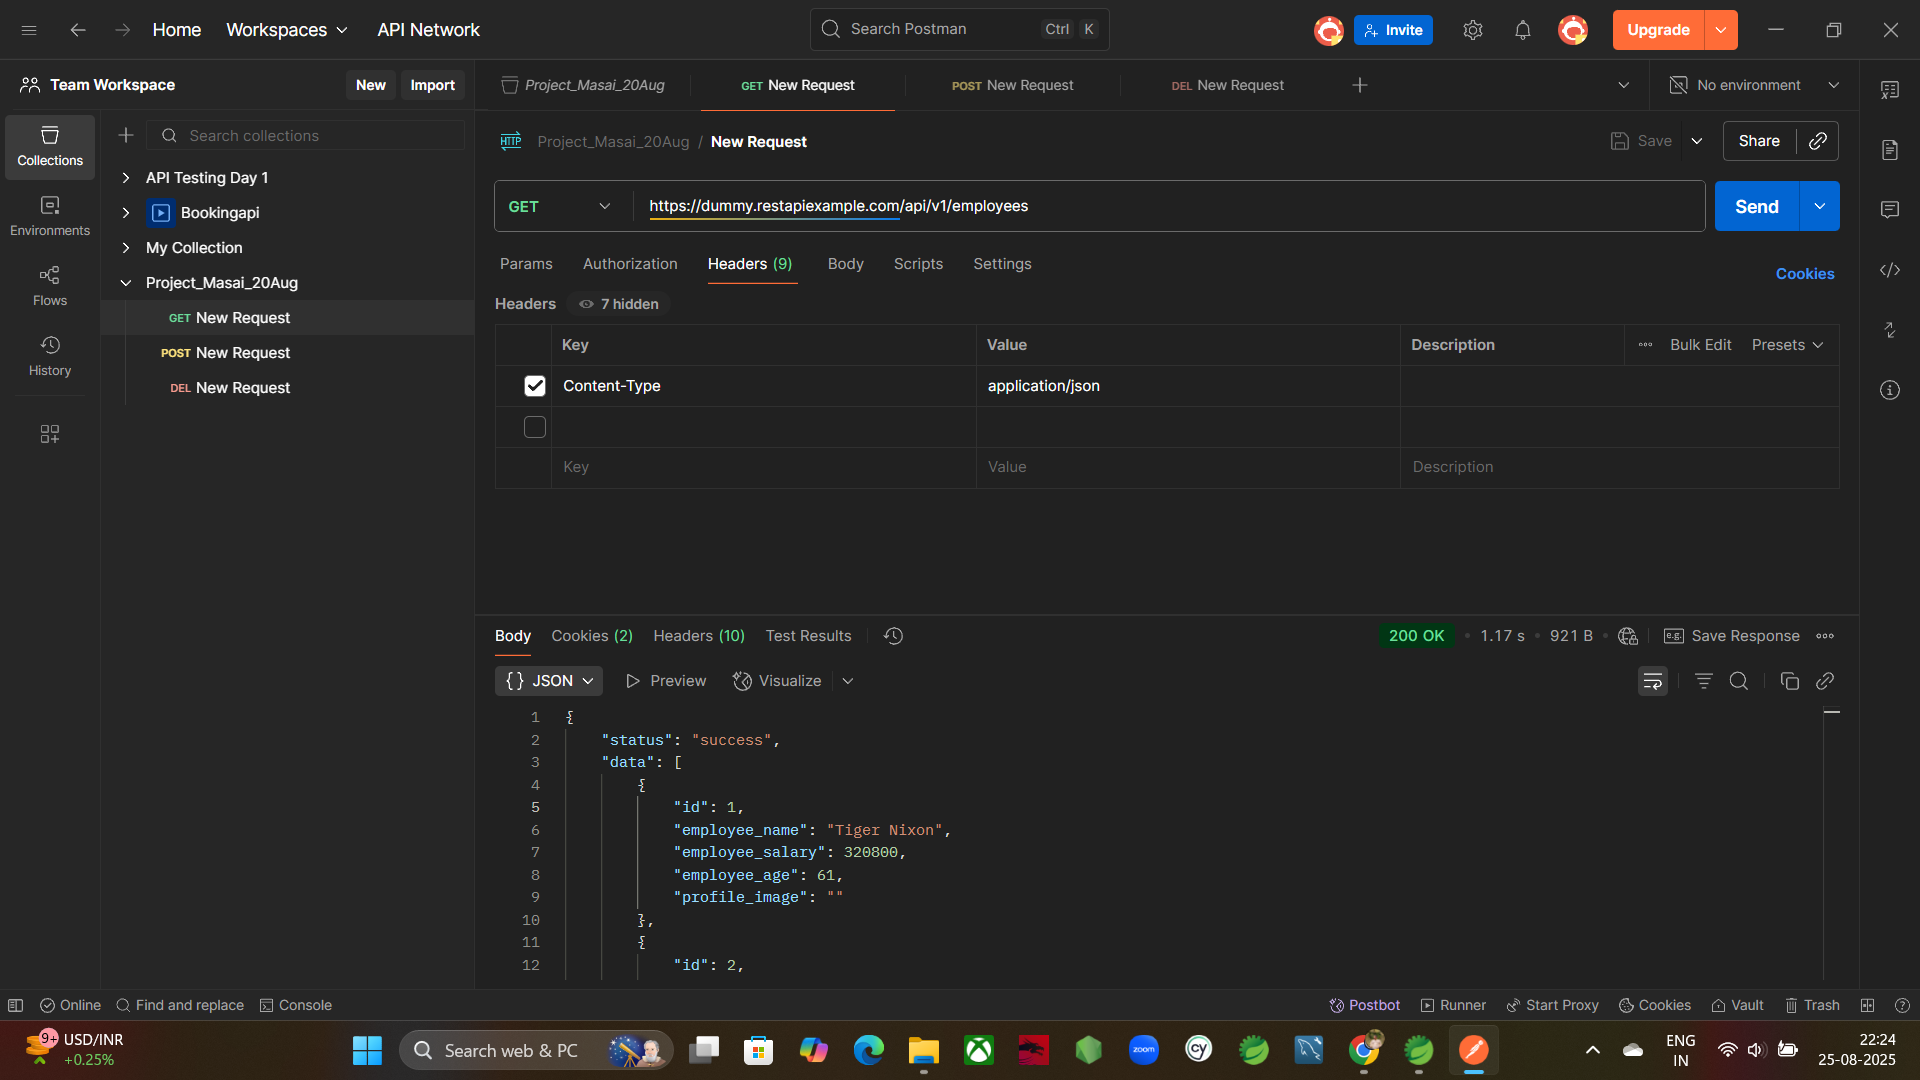 Home Workspaces API Network Search Postman Ctrl K Invite Upgrade
Team Workspace New Import
Project_Masai_20Aug GET New Request POST New Request DEL New Request No environment
Collections
Environments
Flows
History
Search collections
API Testing Day 1
Bookingapi
My Collection
Project_Masai_20Aug
GET New Request
POST New Request
DEL New Request
HTTP Project_Masai_20Aug / New Request Save Share
GET https://dummy.restapiexample.com/api/v1/employees Send
Params Authorization Headers (9) Body Scripts Settings Cookies
Headers 7 hidden
Key Value Description Bulk Edit Presets
Content-Type application/json
Key Value Description
Body Cookies (2) Headers (10) Test Results 200 OK • 1.17 s • 921 B • e.g. Save Response
{} JSON Preview Visualize
1 {
2 "status": "success",
3 "data": [
4 {
5 "id": 1,
6 "employee_name": "Tiger Nixon",
7 "employee_salary": 320800,
8 "employee_age": 61,
9 "profile_image": ""
10 },
11 {
12 "id": 2,
Online Find and replace Console Postbot Runner Start Proxy Cookies Vault Trash
9+ USD/INR
+0.25%
Search web & PC
zoom
cy
ENG
IN
22:24
25-08-2025